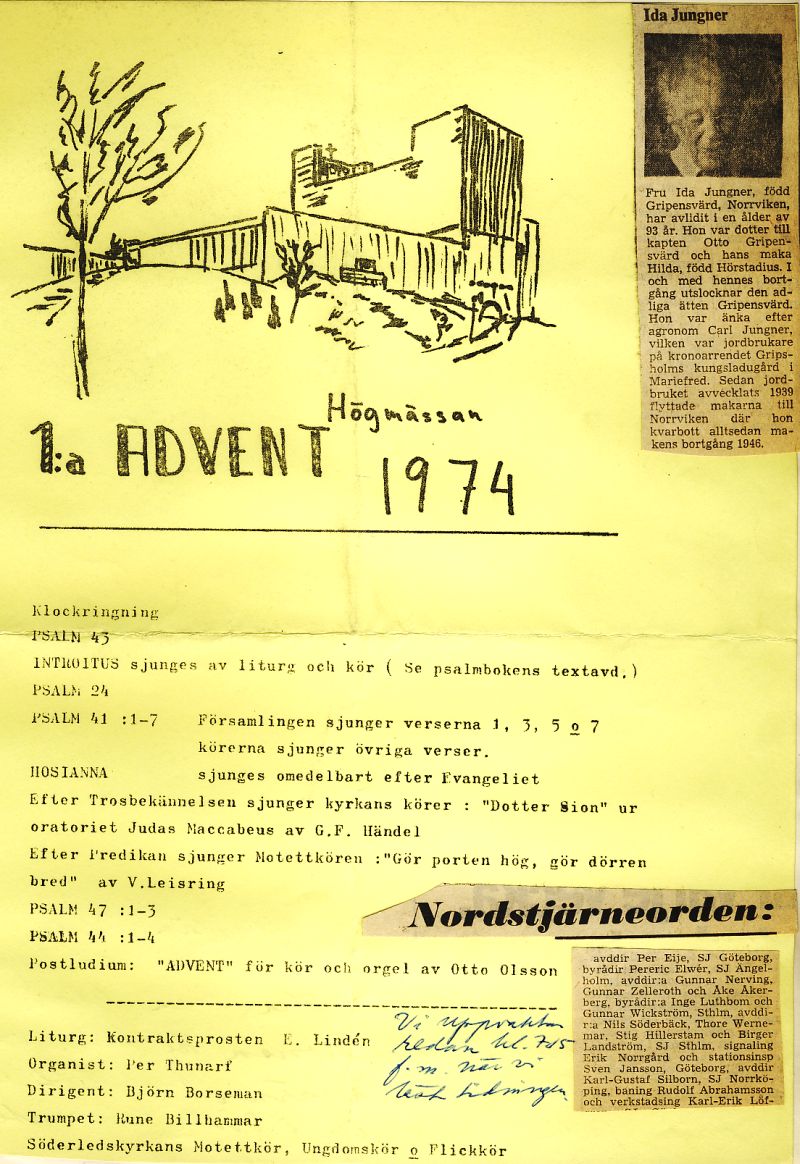 Ida Jungner
Fru Ida Jungner, född
Gripensvärd, Norrviken,
har avlidit i en ålder av
93 år. Hon var dotter till
kapten Otto Gripen-
svärd och hans maka
Hilda, född Hörstadius. I
och med hennes bort-
gång utslocknar den ad-
liga ätten Gripensvärd.
Hon var änka efter
agronom Carl Jungner,
vilken var jordbrukare
på kronoarrendet Grips-
holms kungsladugård i
Mariefred. Sedan jord-
bruket avvecklats 1939
flyttade makarna till
Norrviken där hon
kvarbott alltsedan ma-
kens bortgång 1946.
Högmässan
1:a ADVENT
1974
Klockringning
PSALM 43
INTROITUS sjunges av liturg och kör ( Se psalmbokens textavd.)
PSALM 24
PSALM 41 :1-7 Församlingen sjunger verserna 1, 3, 5 o 7
körerna sjunger övriga verser.
HOSIANNA sjunges omedelbart efter Evangeliet
Efter Trosbekännelsen sjunger kyrkans körer : "Dotter Sion" ur
oratoriet Judas Maccabeus av G.F. Händel
Efter Predikan sjunger Motettkören :"Gör porten hög, gör dörren
bred" av V.Leisring
PSALM 47 :1-3
PSALM 44 :1-4
Postludium: "ADVENT" för kör och orgel av Otto Olsson
Liturg: Kontraktsprosten E. Lindén
Organist: Per Thunarf
Dirigent: Björn Borseman
Trumpet: Rune Billhammar
Söderledskyrkans Motettkör, Ungdomskör o Flickkör
Vi uppvaktar
redan kl. 7.45
f.m. när vi
läst tidningen
Nordstjärneorden:
avddir Per Eije, SJ Göteborg,
byrådir Pereric Elwér, SJ Ängel-
holm, avddir:a Gunnar Nerving,
Gunnar Zelleroth och Åke Åker-
berg, byrådir:a Inge Luthbom och
Gunnar Wickström, Sthlm, avddi-
r:a Nils Söderbäck, Thore Werne-
mar, Stig Hillerstam och Birger
Landström, SJ Sthlm, signaling
Erik Norrgård och stationsinsp
Sven Jansson, Göteborg, avddir
Karl-Gustaf Silborn, SJ Norrkö-
ping, baning Rudolf Abrahamsson
och verkstadsing Karl-Erik Löf-